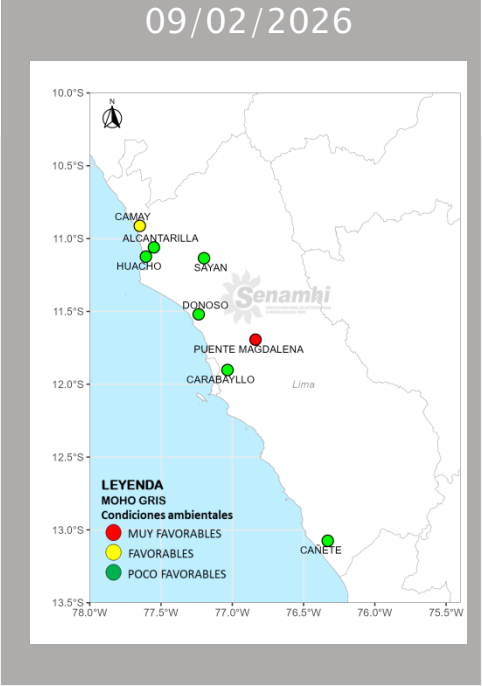 09/02/2026
10.0°S
N
10.5°S
CAMAY
11.0°S
ALCANTARILLA
HUACHO
SAYAN
Senamhi
11.5°S
DONOSO
PUENTE MAGDALENA
12.0°S
CARABAYLLO
Lima
12.5°S
LEYENDA
MOHO GRIS
Condiciones ambientales
13.0°S
MUY FAVORABLES
CAÑETE
FAVORABLES
POCO FAVORABLES
13.5°S
78.0°W 77.5°W 77.0°W 76.5°W 76.0°W 75.5°W